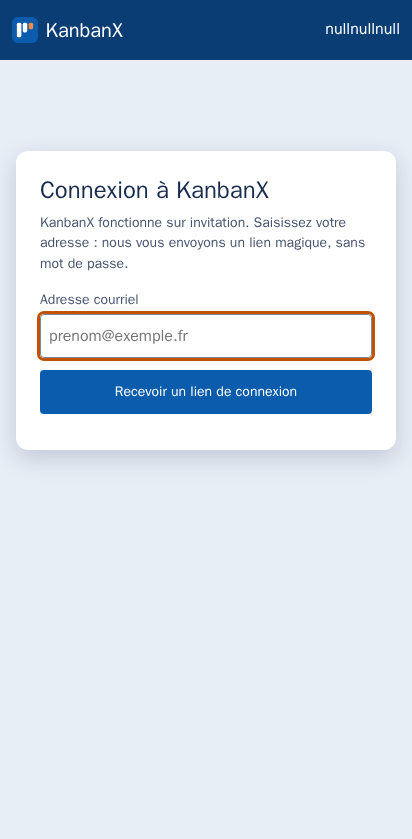 KanbanX
nullnullnull
Connexion à KanbanX
KanbanX fonctionne sur invitation. Saisissez votre
adresse : nous vous envoyons un lien magique, sans
mot de passe.
Adresse courriel
prenom@exemple.fr
Recevoir un lien de connexion